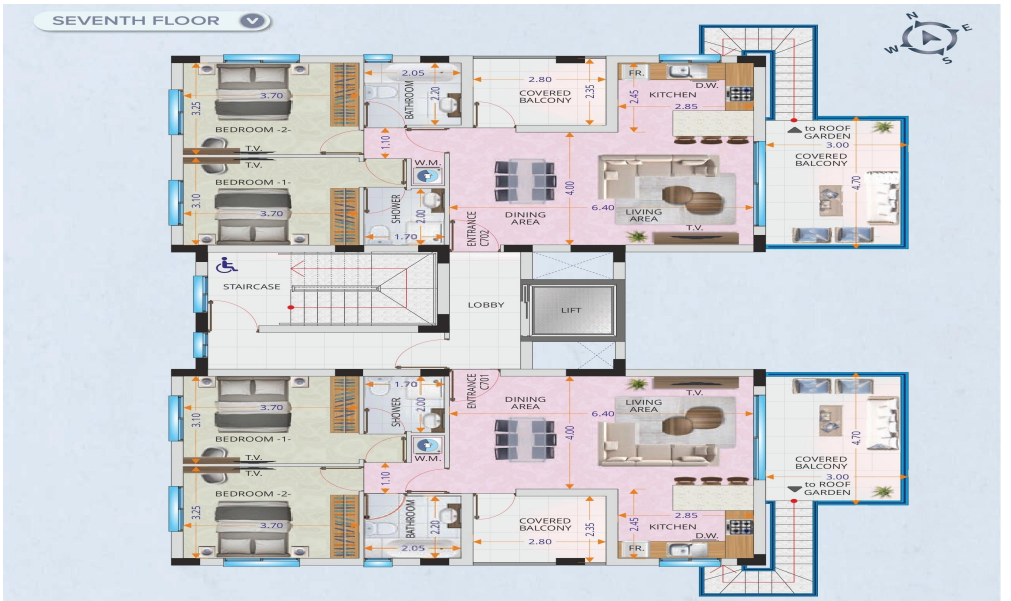 SEVENTH FLOOR
N
E
W
S
2.05
2.20
BATHROOM
2.80
COVERED
BALCONY
2.35
FR.
D.W.
KITCHEN
2.45
2.85
3.70
3.25
BEDROOM -2-
T.V.
1.10
W.M.
to ROOF
GARDEN
3.00
COVERED
BALCONY
4.70
T.V.
BEDROOM -1-
3.10
3.70
SHOWER
2.00
1.70
ENTRANCE
C702
DINING
AREA
4.00
6.40
LIVING
AREA
T.V.
STAIRCASE
LOBBY
LIFT
3.10
3.70
BEDROOM -1-
T.V.
1.70
SHOWER
2.00
W.M.
ENTRANCE
C701
DINING
AREA
4.00
6.40
LIVING
AREA
T.V.
4.70
COVERED
BALCONY
3.00
to ROOF
GARDEN
T.V.
BEDROOM -2-
3.25
3.70
1.10
BATHROOM
2.20
2.05
COVERED
BALCONY
2.80
2.35
2.85
2.45
KITCHEN
D.W.
FR.